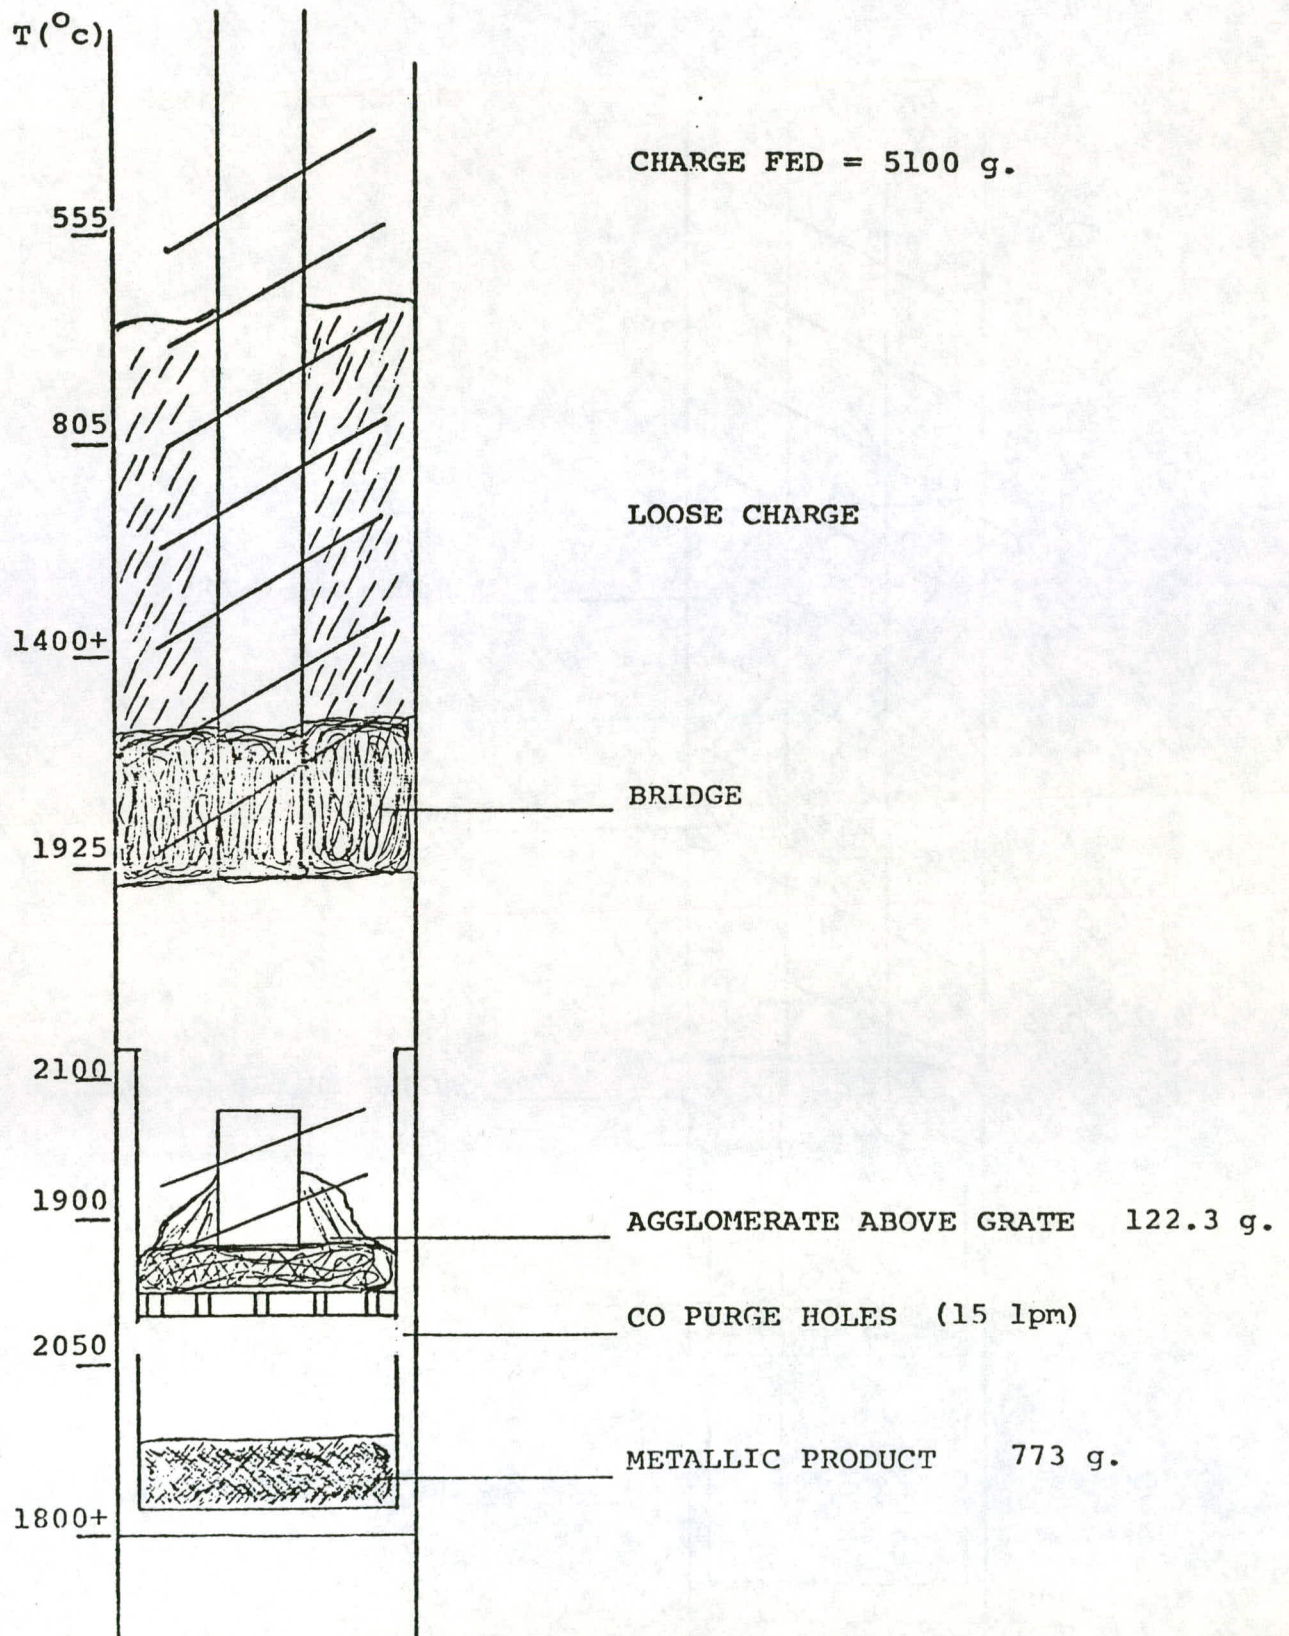 T(°c)
CHARGE FED = 5100 g.
555
805
LOOSE CHARGE
1400+
BRIDGE
1925
2100
1900
AGGLOMERATE ABOVE GRATE 122.3 g.
CO PURGE HOLES (15 lpm)
2050
METALLIC PRODUCT 773 g.
1800+